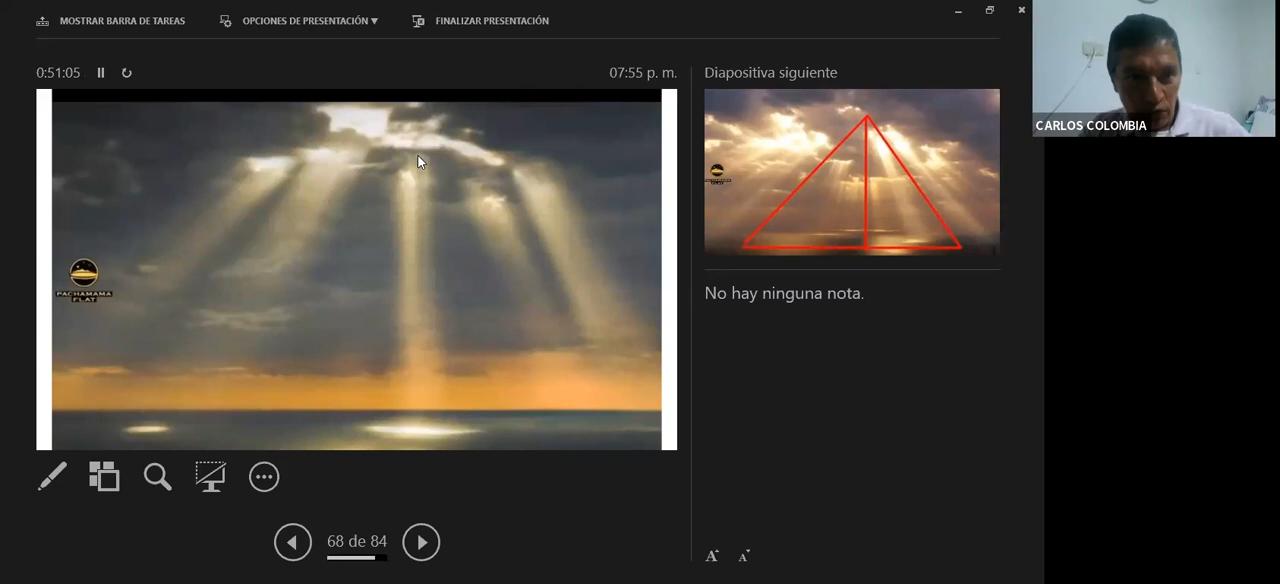 MOSTRAR BARRA DE TAREAS
OPCIONES DE PRESENTACIÓN
FINALIZAR PRESENTACIÓN
0:51:05
07:55 p. m.
Diapositiva siguiente
CARLOS COLOMBIA
PACHAMAMA
FLAT
No hay ninguna nota.
68 de 84
A A